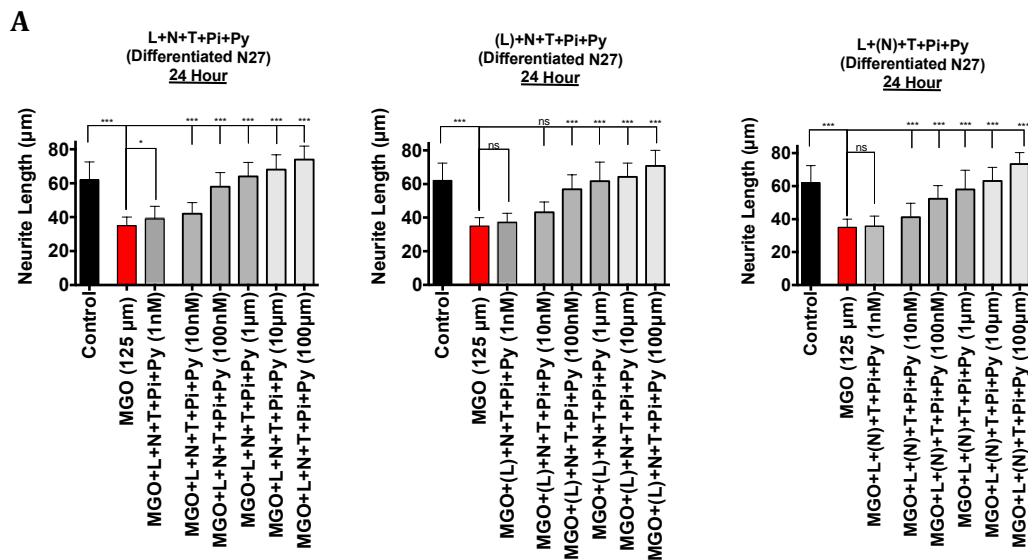 A
L+N+T+Pi+Py
(Differentiated N27)
24 Hour
Neurite Length (μm)
80
60
40
20
0
***
*
***
***
***
***
***
Control
MGO (125 μm)
MGO+L+N+T+Pi+Py (1nM)
MGO+L+N+T+Pi+Py (10nM)
MGO+L+N+T+Pi+Py (100nM)
MGO+L+N+T+Pi+Py (1μm)
MGO+L+N+T+Pi+Py (10μm)
MGO+L+N+T+Pi+Py (100μm)
(L)+N+T+Pi+Py
(Differentiated N27)
24 Hour
Neurite Length (μm)
80
60
40
20
0
***
ns
ns
***
***
***
***
Control
MGO (125 μm)
MGO+(L)+N+T+Pi+Py (1nM)
MGO+(L)+N+T+Pi+Py (10nM)
MGO+(L)+N+T+Pi+Py (100nM)
MGO+(L)+N+T+Pi+Py (1μm)
MGO+(L)+N+T+Pi+Py (10μm)
MGO+(L)+N+T+Pi+Py (100μm)
L+(N)+T+Pi+Py
(Differentiated N27)
24 Hour
Neurite Length (μm)
80
60
40
20
0
***
ns
***
***
***
***
***
Control
MGO (125 μm)
MGO+L+(N)+T+Pi+Py (1nM)
MGO+L+(N)+T+Pi+Py (10nM)
MGO+L+(N)+T+Pi+Py (100nM)
MGO+L+(N)+T+Pi+Py (1μm)
MGO+L+(N)+T+Pi+Py (10μm)
MGO+L+(N)+T+Pi+Py (100μm)